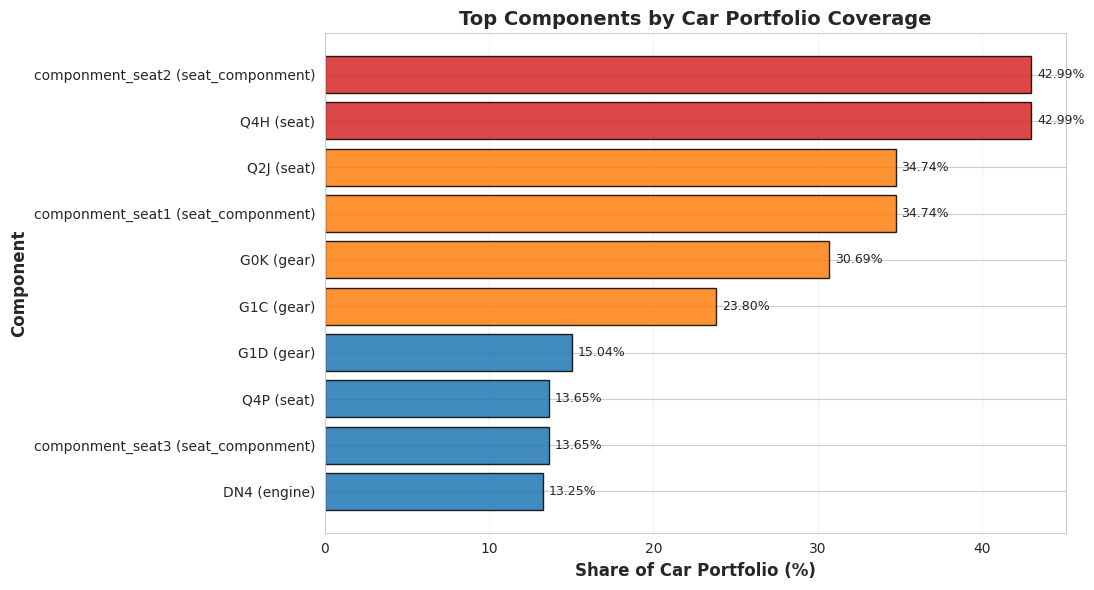 Top Components by Car Portfolio Coverage
componment_seat2 (seat_componment)
42.99%
Q4H (seat)
42.99%
Q2J (seat)
34.74%
componment_seat1 (seat_componment)
34.74%
G0K (gear)
30.69%
G1C (gear)
23.80%
G1D (gear)
15.04%
Q4P (seat)
13.65%
componment_seat3 (seat_componment)
13.65%
DN4 (engine)
13.25%
Component
0 10 20 30 40
Share of Car Portfolio (%)